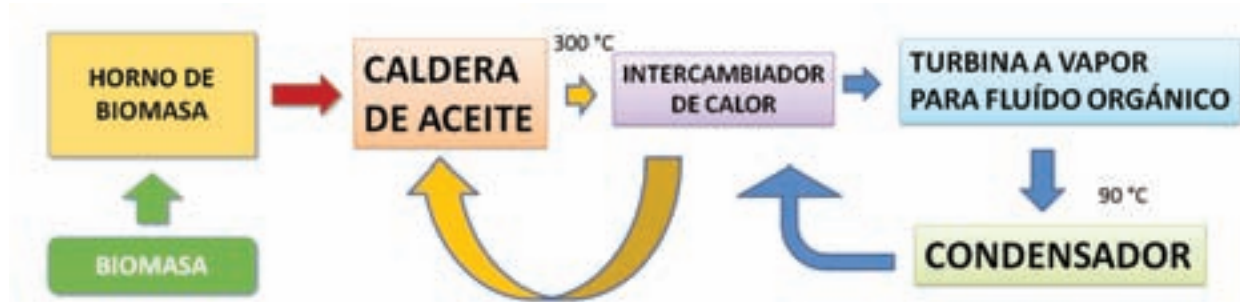 HORNO DE
BIOMASA
CALDERA
DE ACEITE
300 °C
INTERCAMBIADOR
DE CALOR
TURBINA A VAPOR
PARA FLUÍDO ORGÁNICO
BIOMASA
90 °C
CONDENSADOR